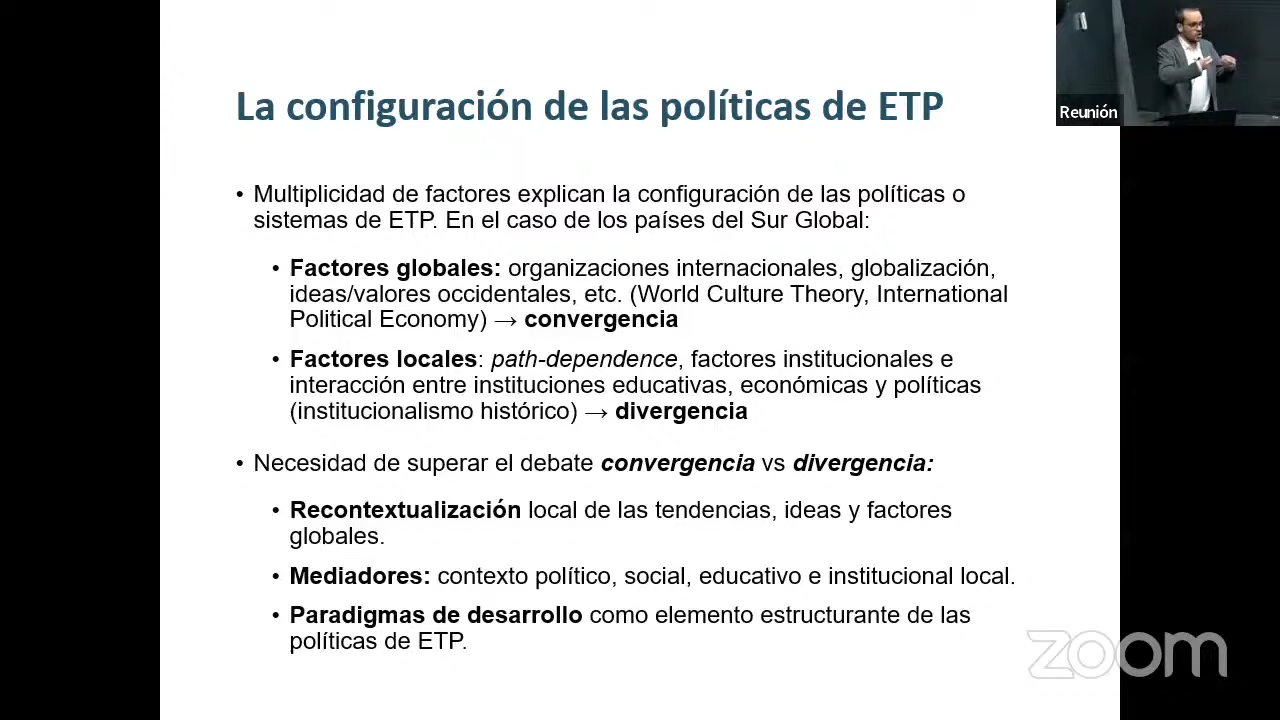 La configuración de las políticas de ETP
Reunión
• Multiplicidad de factores explican la configuración de las políticas o
sistemas de ETP. En el caso de los países del Sur Global:
• Factores globales: organizaciones internacionales, globalización,
ideas/valores occidentales, etc. (World Culture Theory, International
Political Economy) → convergencia
• Factores locales: path-dependence, factores institucionales e
interacción entre instituciones educativas, económicas y políticas
(institucionalismo histórico) → divergencia
• Necesidad de superar el debate convergencia vs divergencia:
• Recontextualización local de las tendencias, ideas y factores
globales.
• Mediadores: contexto político, social, educativo e institucional local.
• Paradigmas de desarrollo como elemento estructurante de las
políticas de ETP.
zoom